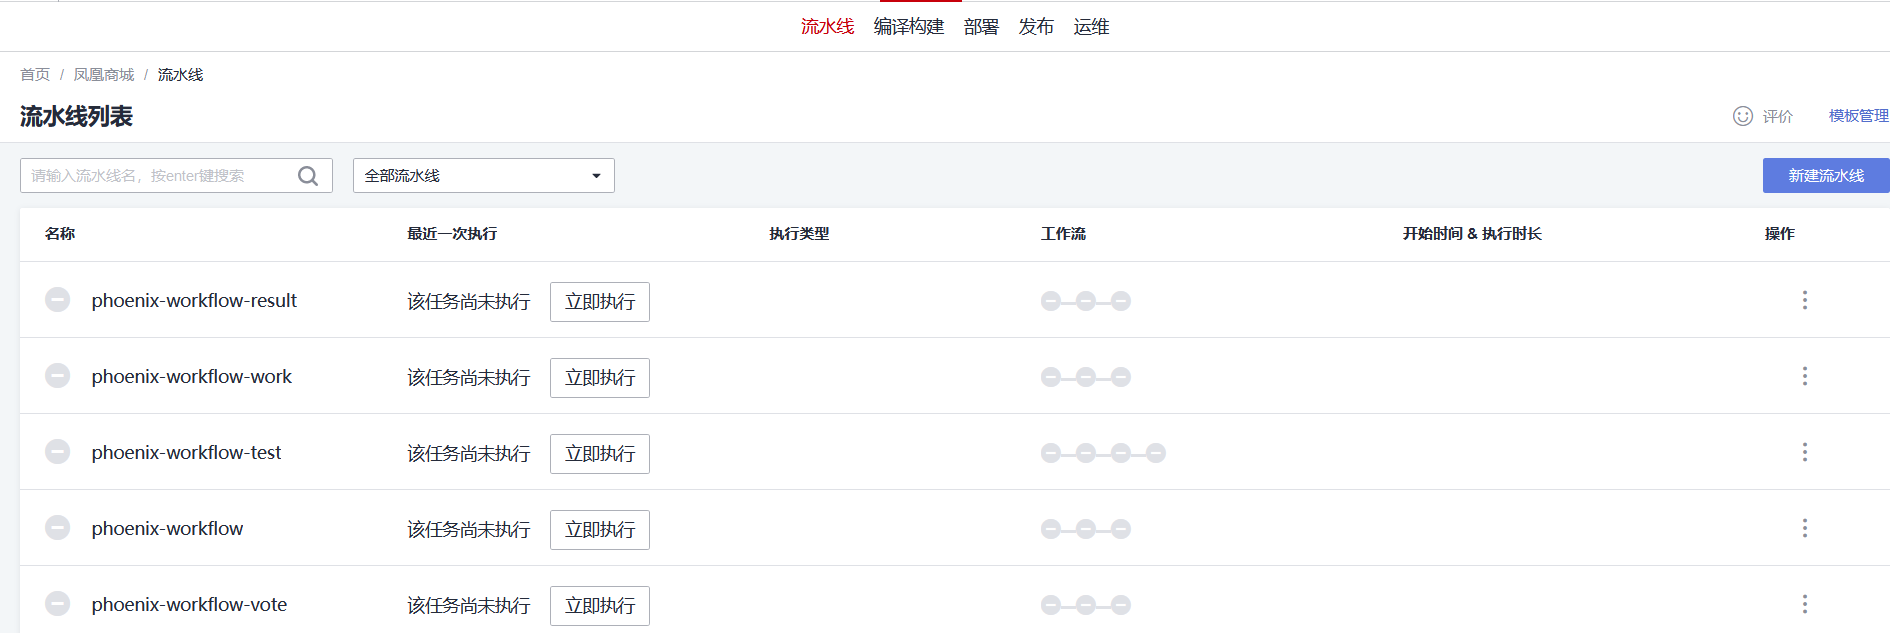 流水线 编译构建 部署 发布 运维
首页 / 凤凰商城 / 流水线
流水线列表
评价 模板管理
请输入流水线名，按enter键搜索 全部流水线 新建流水线
名称 最近一次执行 执行类型 工作流 开始时间 & 执行时长 操作
phoenix-workflow-result 该任务尚未执行 立即执行
phoenix-workflow-work 该任务尚未执行 立即执行
phoenix-workflow-test 该任务尚未执行 立即执行
phoenix-workflow 该任务尚未执行 立即执行
phoenix-workflow-vote 该任务尚未执行 立即执行